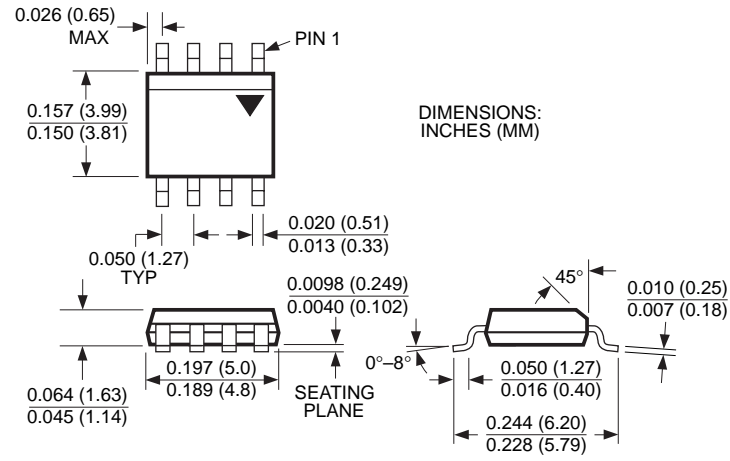 0.026 (0.65)
MAX
PIN 1
0.157 (3.99)
0.150 (3.81)
DIMENSIONS:
INCHES (MM)
0.050 (1.27)
TYP
0.020 (0.51)
0.013 (0.33)
0.0098 (0.249)
0.0040 (0.102)
0.064 (1.63)
0.045 (1.14)
0.197 (5.0)
0.189 (4.8)
SEATING
PLANE
45°
0.010 (0.25)
0.007 (0.18)
0°–8°
0.050 (1.27)
0.016 (0.40)
0.244 (6.20)
0.228 (5.79)